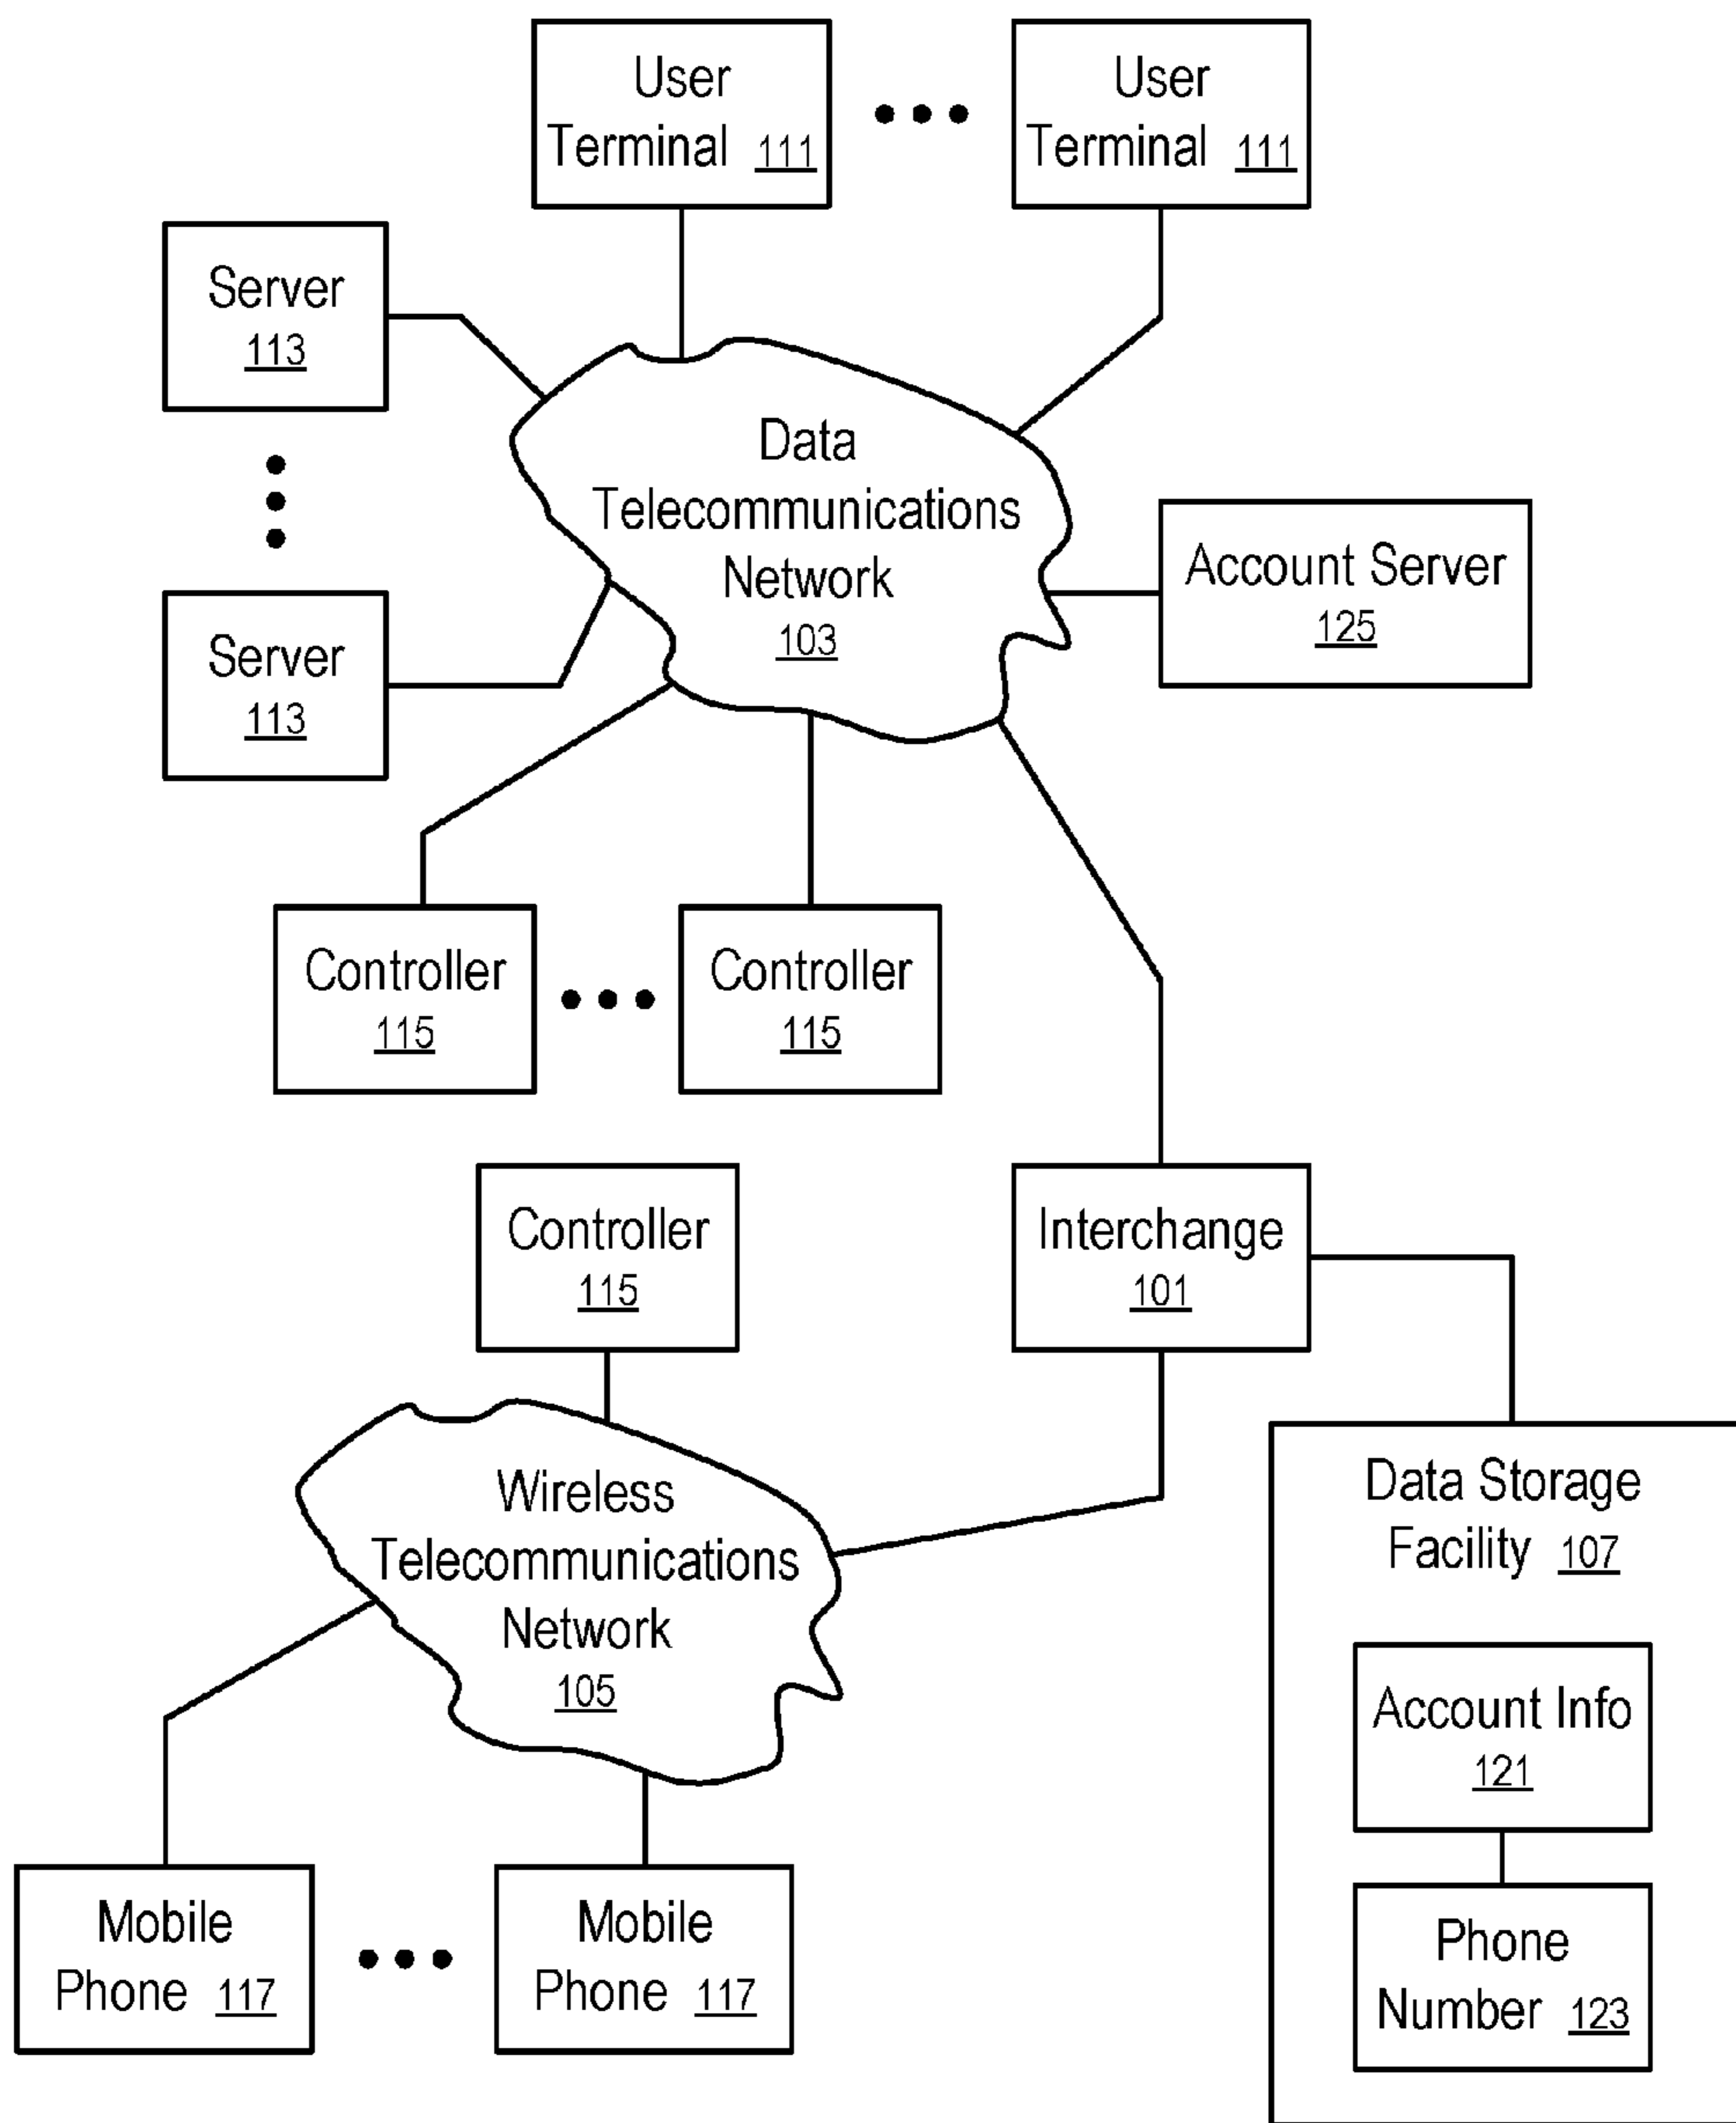 User
Terminal 111
User
Terminal 111
Server
113
Data
Telecommunications
Network
103
Account Server
125
Server
113
Controller
115
Controller
115
Controller
115
Interchange
101
Wireless
Telecommunications
Network
105
Data Storage
Facility 107
Account Info
121
Phone
Number 123
Mobile
Phone 117
Mobile
Phone 117